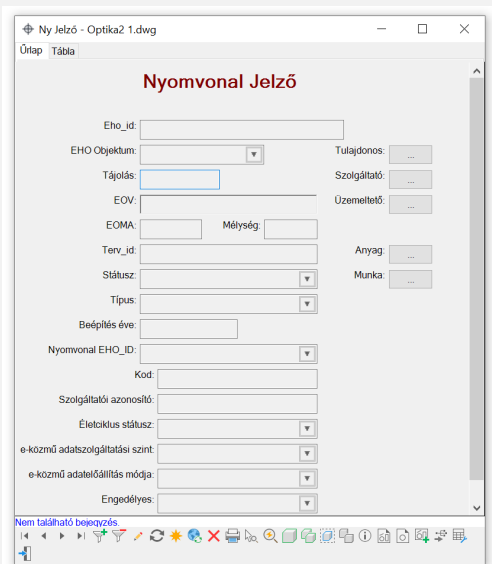 Ny Jelző - Optika2 1.dwg
Űrlap Tábla
Nyomvonal Jelző
Eho_id:
EHO Objektum: Tulajdonos: ...
Tájolás: Szolgáltató: ...
EOV: Üzemeltető: ...
EOMA: Mélység:
Terv_id: Anyag: ...
Státusz: Munka: ...
Típus:
Beépítés éve:
Nyomvonal EHO_ID:
Kod:
Szolgáltatói azonosító:
Életciklus státusz:
e-közmű adatszolgáltatási szint:
e-közmű adatelőállítás módja:
Engedélyes:
Nem található bejegyzés.